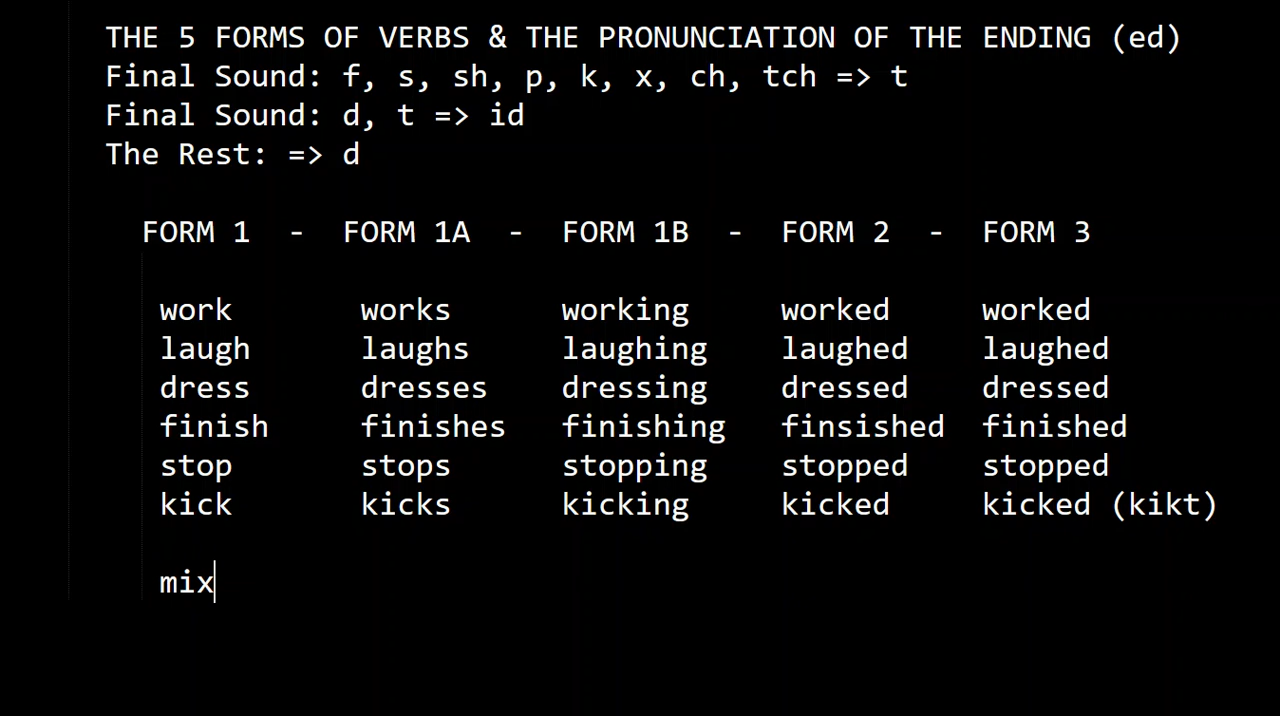 THE 5 FORMS OF VERBS & THE PRONUNCIATION OF THE ENDING (ed)
Final Sound: f, s, sh, p, k, x, ch, tch => t
Final Sound: d, t => id
The Rest: => d
FORM 1 - FORM 1A - FORM 1B - FORM 2 - FORM 3
work works working worked worked
laugh laughs laughing laughed laughed
dress dresses dressing dressed dressed
finish finishes finishing finsished finished
stop stops stopping stopped stopped
kick kicks kicking kicked kicked (kikt)
mix